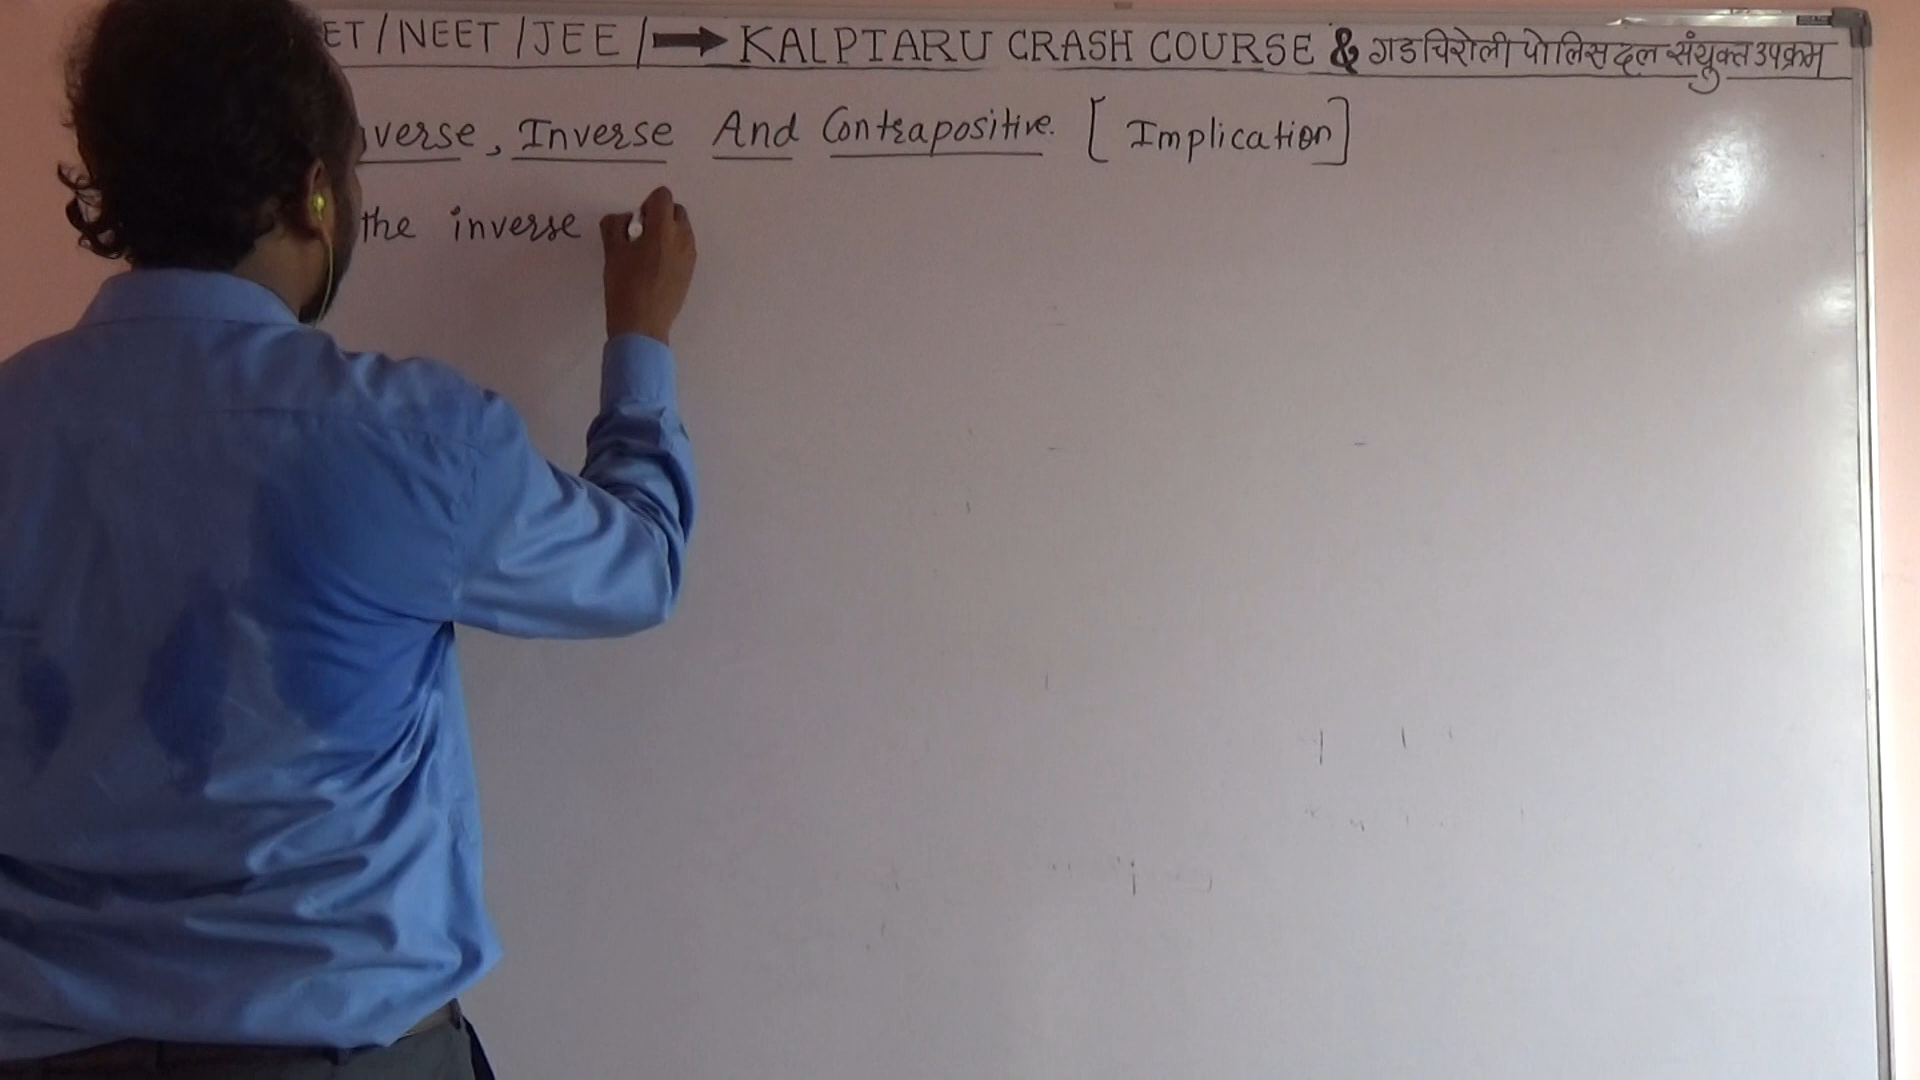 ET / NEET / JEE / → KALPTARU CRASH COURSE & गडचिरोली पोलिस दल संयुक्त उपक्रम
verse, Inverse And Contrapositive. [Implication]
the inverse